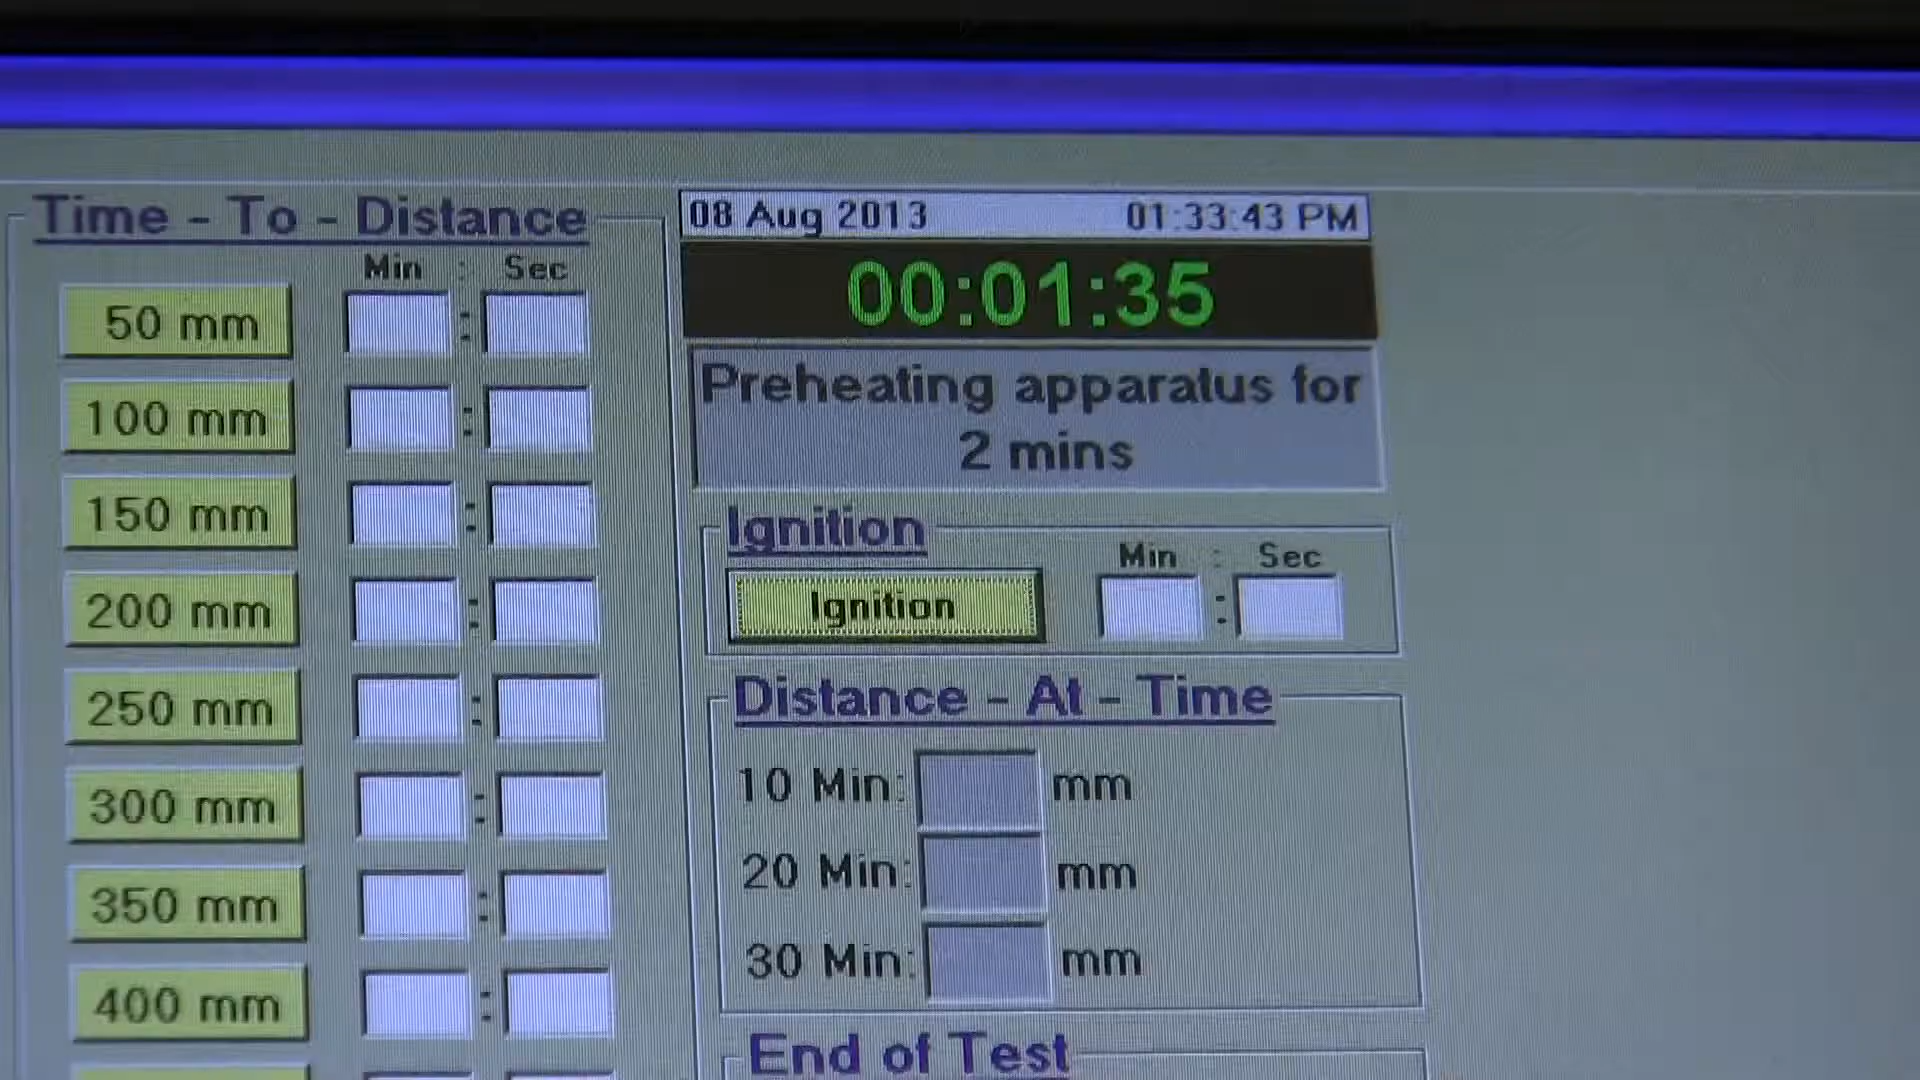 Time - To - Distance
Min : Sec
50 mm :
100 mm :
150 mm :
200 mm :
250 mm :
300 mm :
350 mm :
400 mm :
08 Aug 2013 01:33:43 PM
00:01:35
Preheating apparatus for
2 mins
Ignition
Min : Sec
Ignition :
Distance - At - Time
10 Min: mm
20 Min: mm
30 Min: mm
End of Test